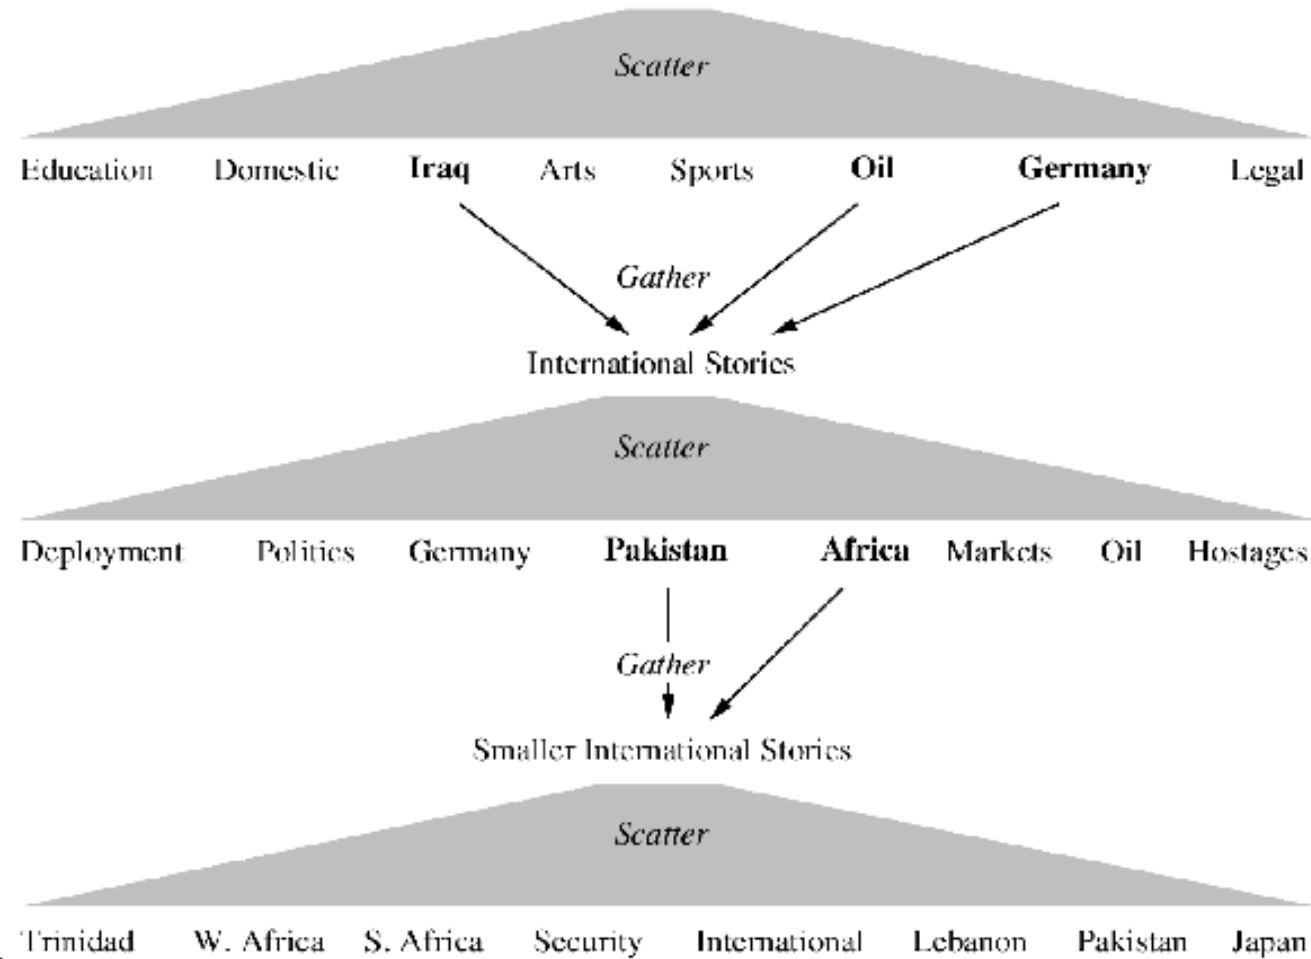 Scatter
Education Domestic Iraq Arts Sports Oil Germany Legal
Gather
International Stories
Scatter
Deployment Politics Germany Pakistan Africa Markets Oil Hostages
Gather
Smaller International Stories
Scatter
Trinidad W. Africa S. Africa Security International Lebanon Pakistan Japan